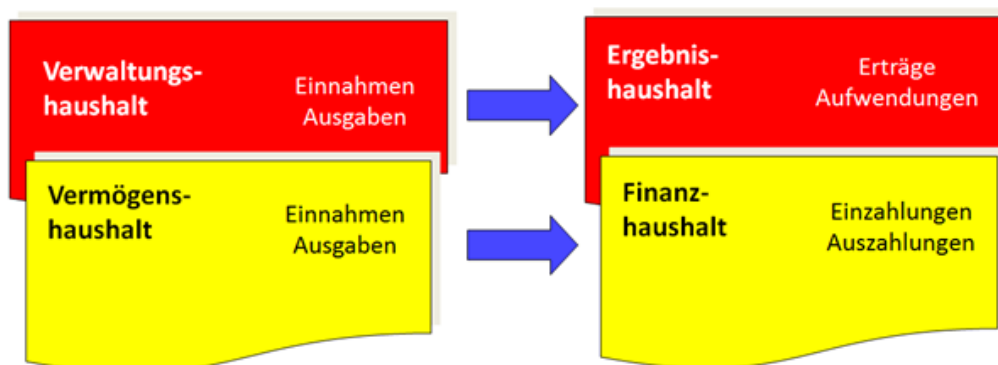 Verwaltungs-
haushalt
Einnahmen
Ausgaben
Vermögens-
haushalt
Einnahmen
Ausgaben
Ergebnis-
haushalt
Erträge
Aufwendungen
Finanz-
haushalt
Einzahlungen
Auszahlungen